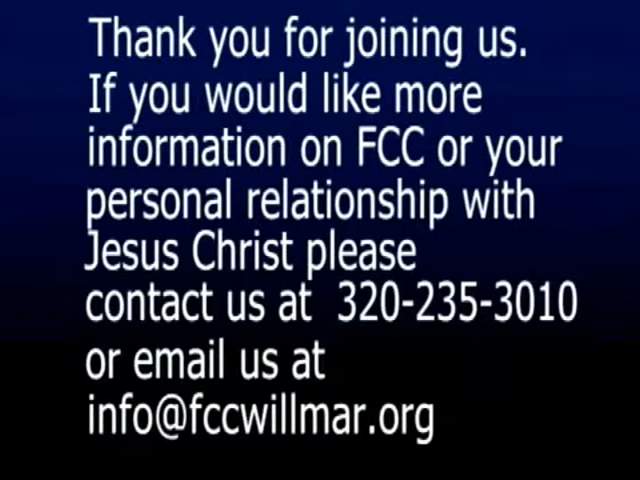 Thank you for joining us.
If you would like more
information on FCC or your
personal relationship with
Jesus Christ please
contact us at 320-235-3010
or email us at
info@fccwillmar.org